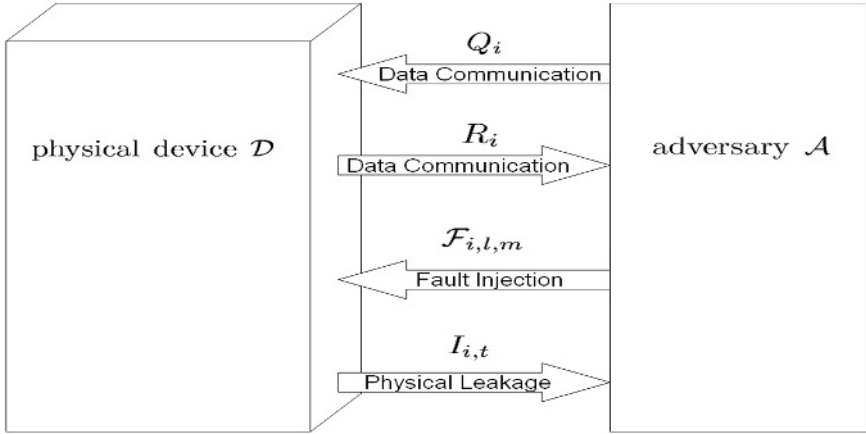 physical device 𝒟
Q_i
Data Communication
R_i
Data Communication
ℱ_{i,l,m}
Fault Injection
I_{i,t}
Physical Leakage
adversary 𝒜